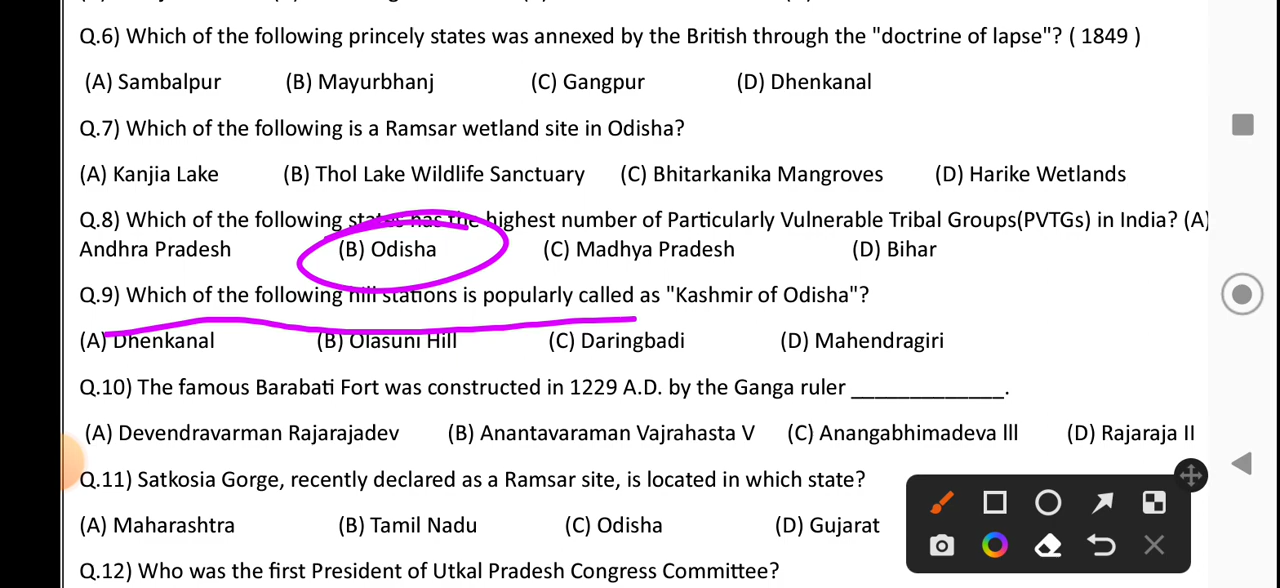 Q.6) Which of the following princely states was annexed by the British through the "doctrine of lapse"? ( 1849 )
(A) Sambalpur (B) Mayurbhanj (C) Gangpur (D) Dhenkanal
Q.7) Which of the following is a Ramsar wetland site in Odisha?
(A) Kanjia Lake (B) Thol Lake Wildlife Sanctuary (C) Bhitarkanika Mangroves (D) Harike Wetlands
Q.8) Which of the following states has the highest number of Particularly Vulnerable Tribal Groups(PVTGs) in India? (A)
Andhra Pradesh (B) Odisha (C) Madhya Pradesh (D) Bihar
Q.9) Which of the following hill stations is popularly called as "Kashmir of Odisha"?
(A) Dhenkanal (B) Olasuni Hill (C) Daringbadi (D) Mahendragiri
Q.10) The famous Barabati Fort was constructed in 1229 A.D. by the Ganga ruler ______________.
(A) Devendravarman Rajarajadev (B) Anantavaraman Vajrahasta V (C) Anangabhimadeva lll (D) Rajaraja II
Q.11) Satkosia Gorge, recently declared as a Ramsar site, is located in which state?
(A) Maharashtra (B) Tamil Nadu (C) Odisha (D) Gujarat
Q.12) Who was the first President of Utkal Pradesh Congress Committee?